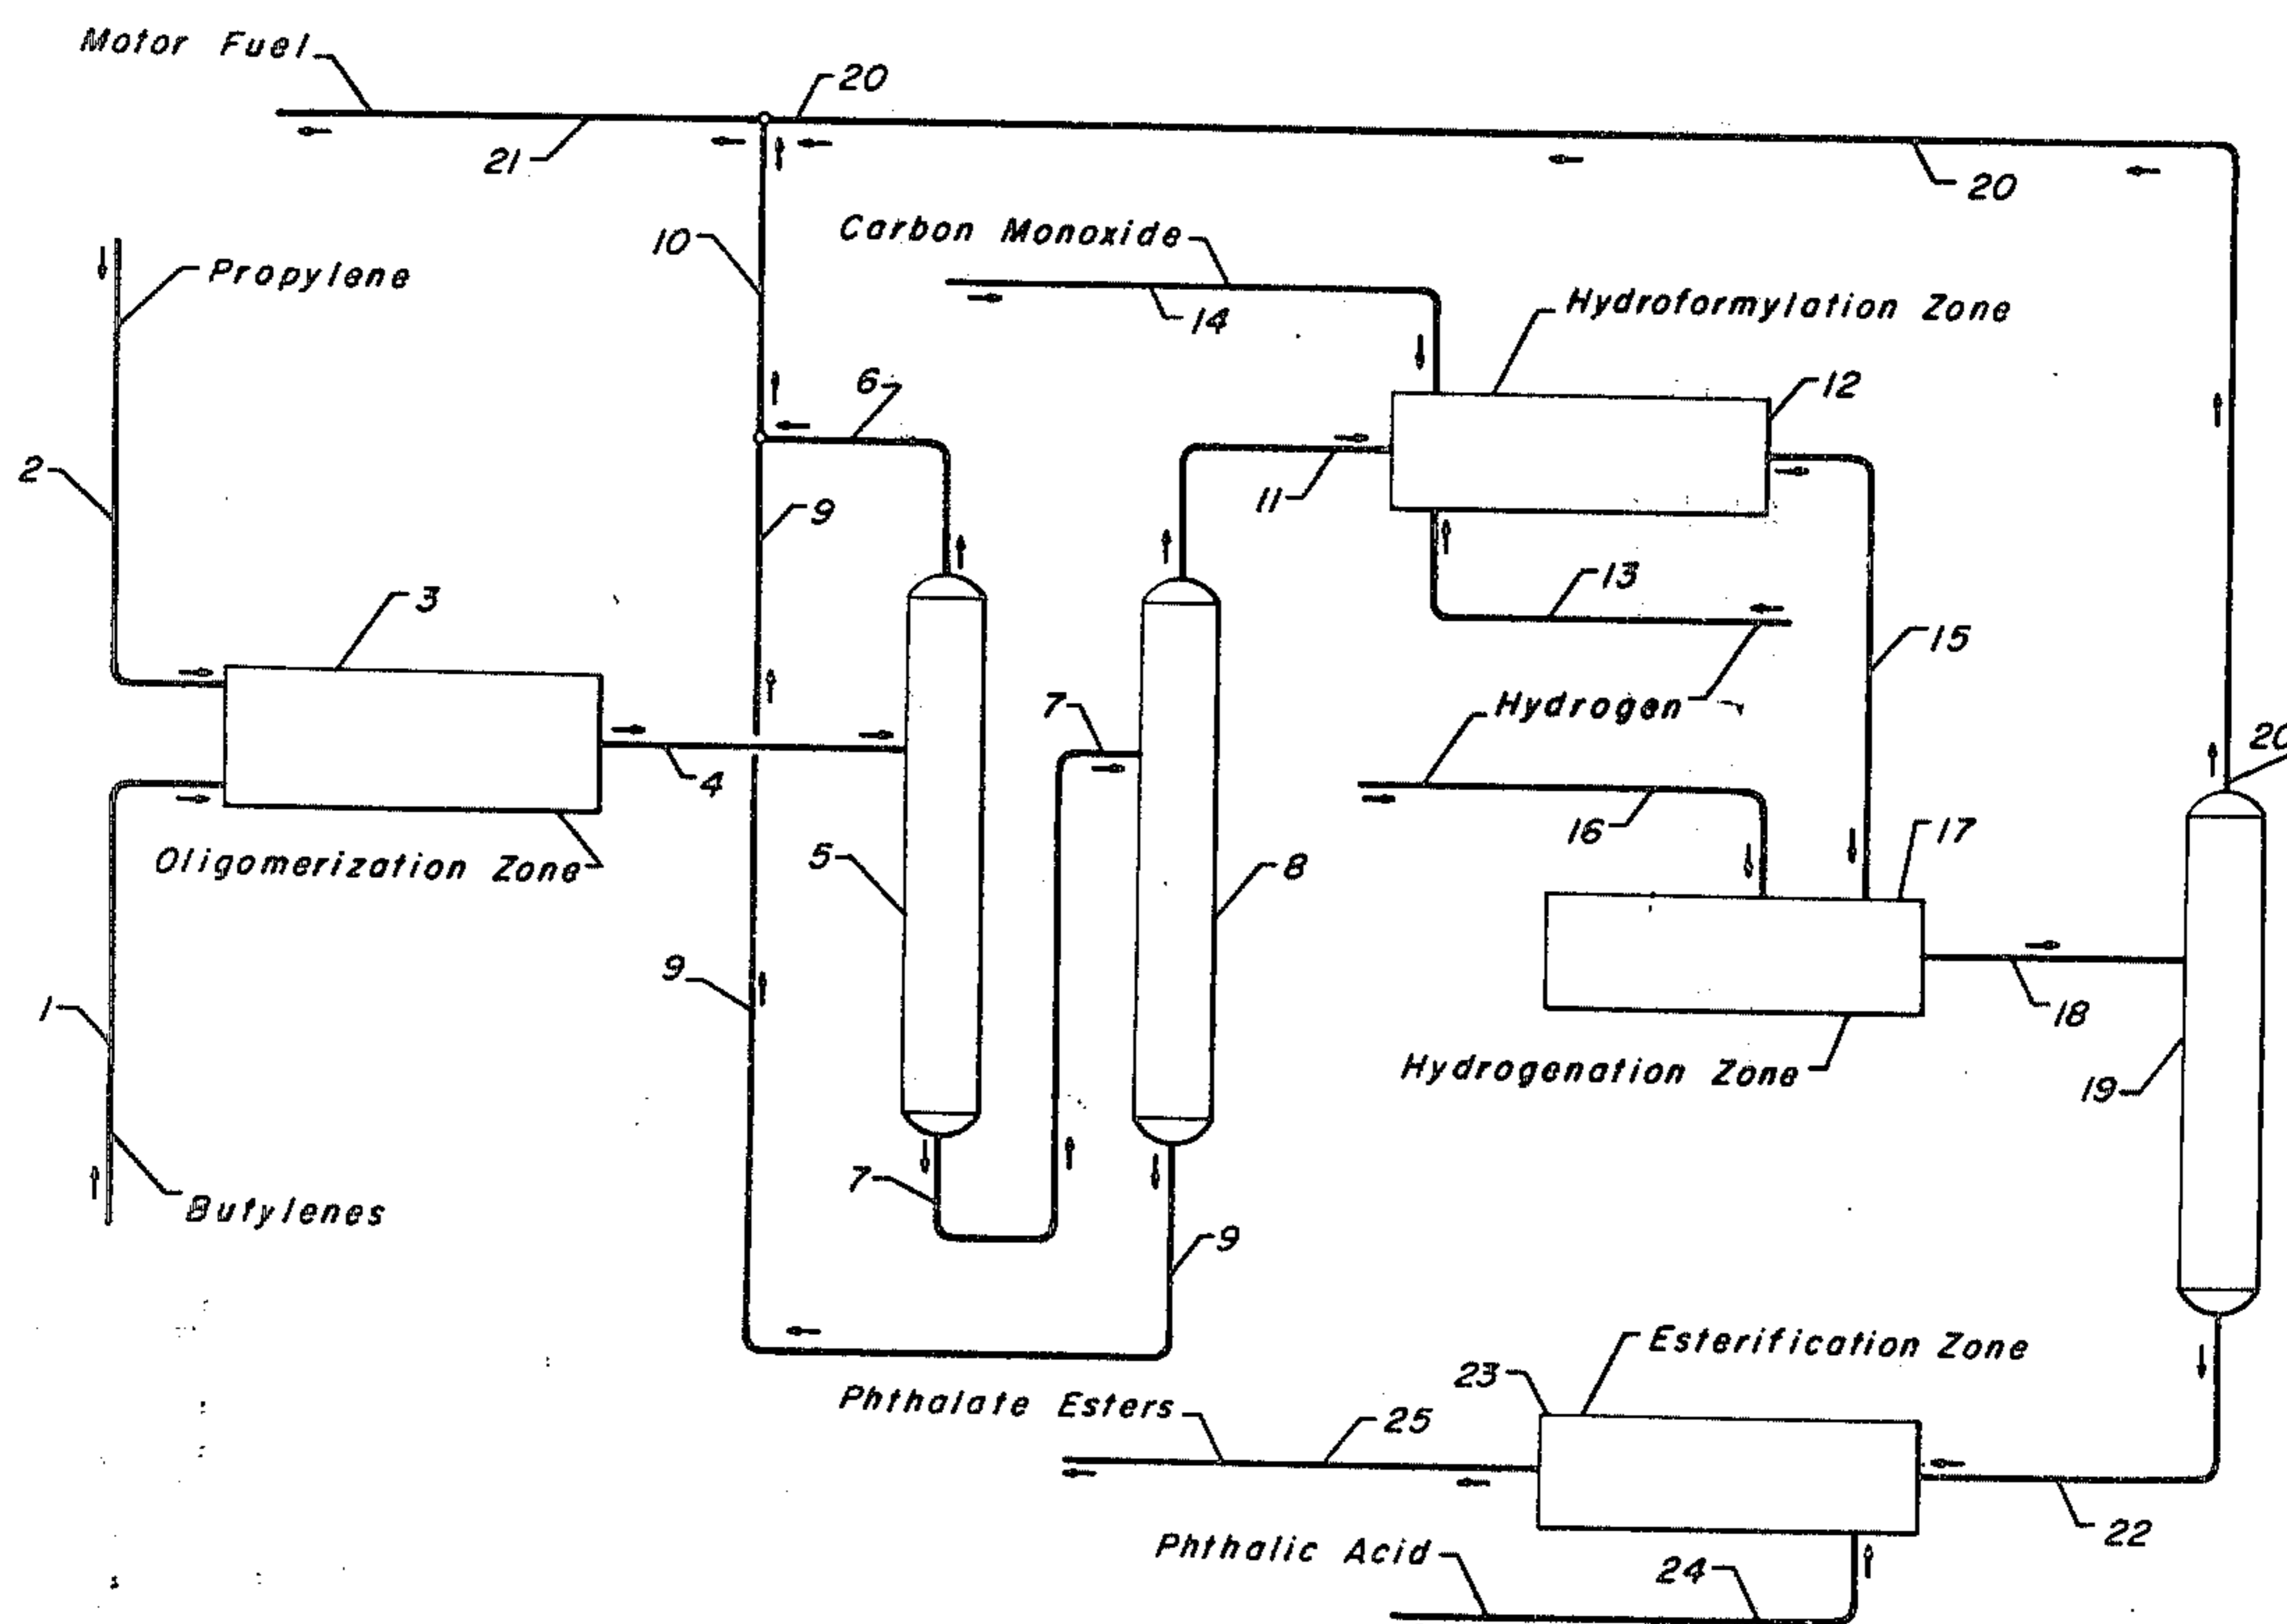 Motor Fuel
20
21
20
Carbon Monoxide
10
Propylene
14
Hydroformylation Zone
6
12
2
9
11
13
3
15
7
Hydrogen
20
4
16
17
5
8
Oligomerization Zone
9
1
18
Hydrogenation Zone
19
7
Butylenes
9
Esterification Zone
23
Phthalate Esters
25
22
Phthalic Acid
24